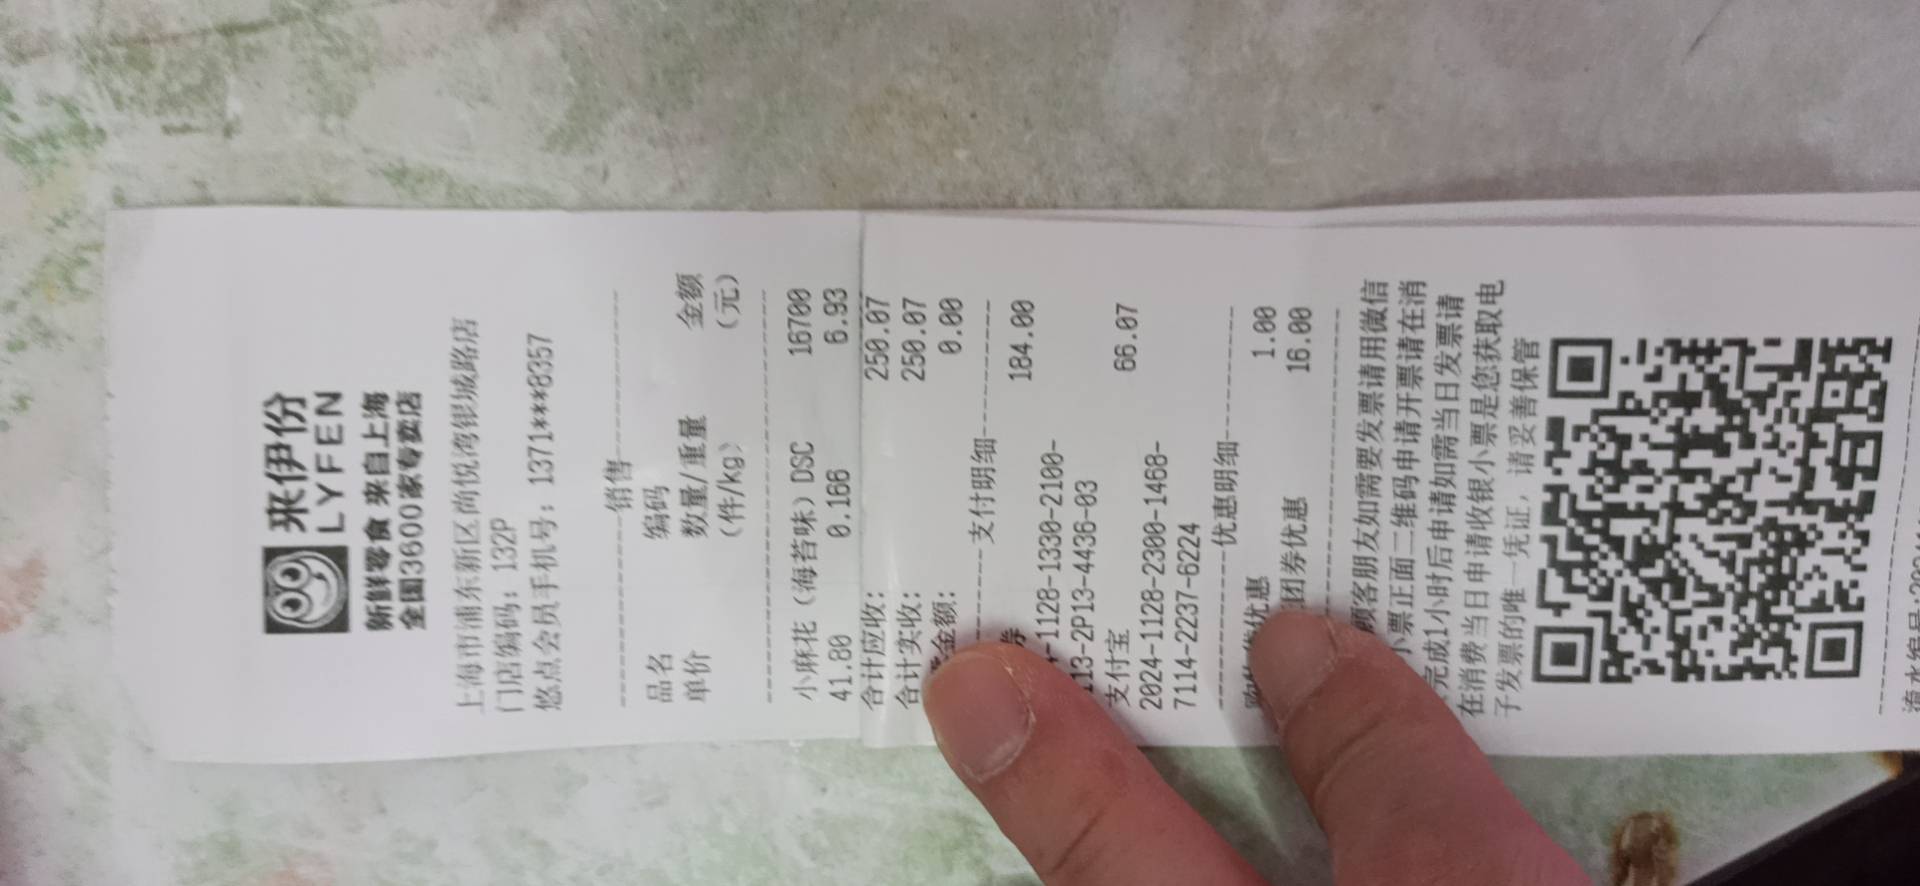 来伊份
LYFEN
新鲜零食 来自上海
全国3600家专卖店
上海市浦东新区尚悦湾银城路店
门店编码：132P
悠点会员手机号：1371***8357
销售
品名 编码 金额
单价 数量/重量 （元）
（件/kg）
小麻花（海苔味）DSC 16700
41.80 0.166 6.93
合计应收： 250.07
合计实收： 250.07
金额： 0.00
支付明细
券 184.00
-1128-1330-2100-
113-2P13-4436-03
支付宝 66.07
2024-1128-2300-1468-
7114-2237-6224
优惠明细
优惠 1.00
团券优惠 16.00
顾客朋友如需要发票请用微信
小票正面二维码申请开票请在消
完成1小时后申请如需当日发票请
在消费当日申请收银小票是您获取电
子发票的唯一凭证，请妥善保管